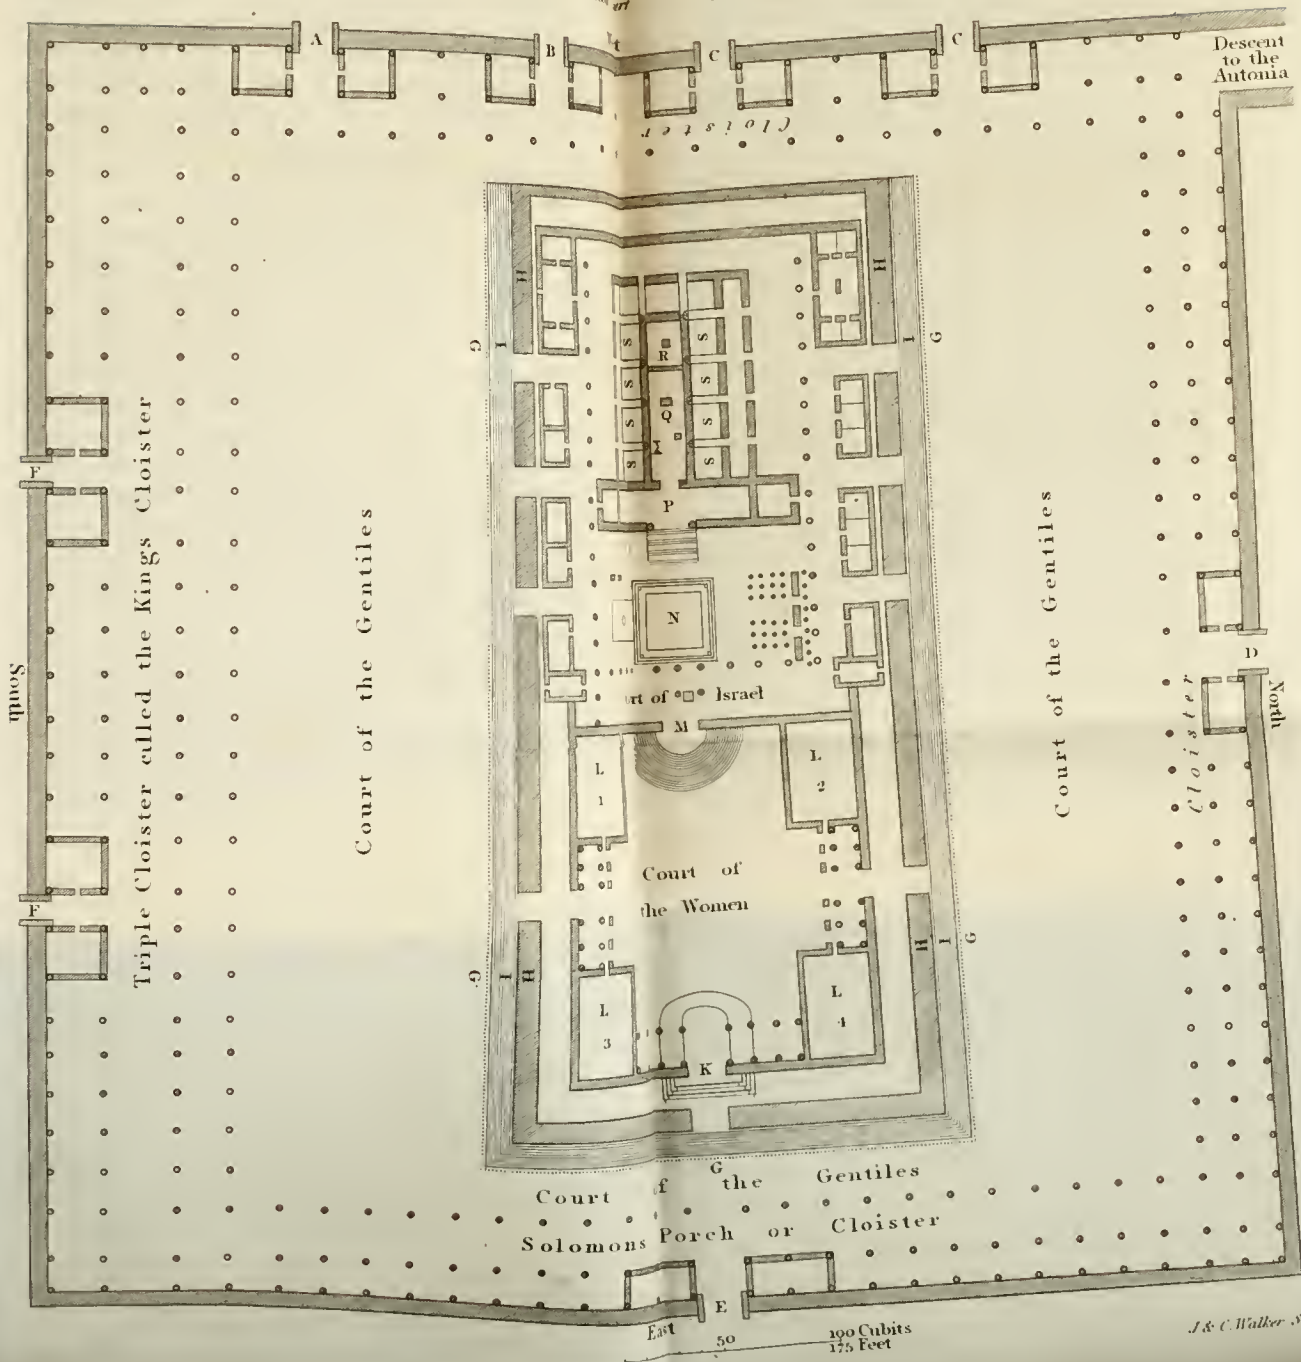 A
B
C
C
Descent
to the
Autonia
Cloister
H
H
G
I
I
G
S
S
R
S
S
Q
S
S
S
S
P
F
Triple Cloister called the Kings Cloister
Court of the Gentiles
Court of the Gentiles
N
South
D
North
Cloister
rt of Israel
M
L
1
L
2
Court of
the Women
F
G
I
H
H
I
G
L
3
L
4
K
G
Court f the Gentiles
Solomons Porch or Cloister
E
East
50
100 Cubits
175 Feet
J & C. Walker